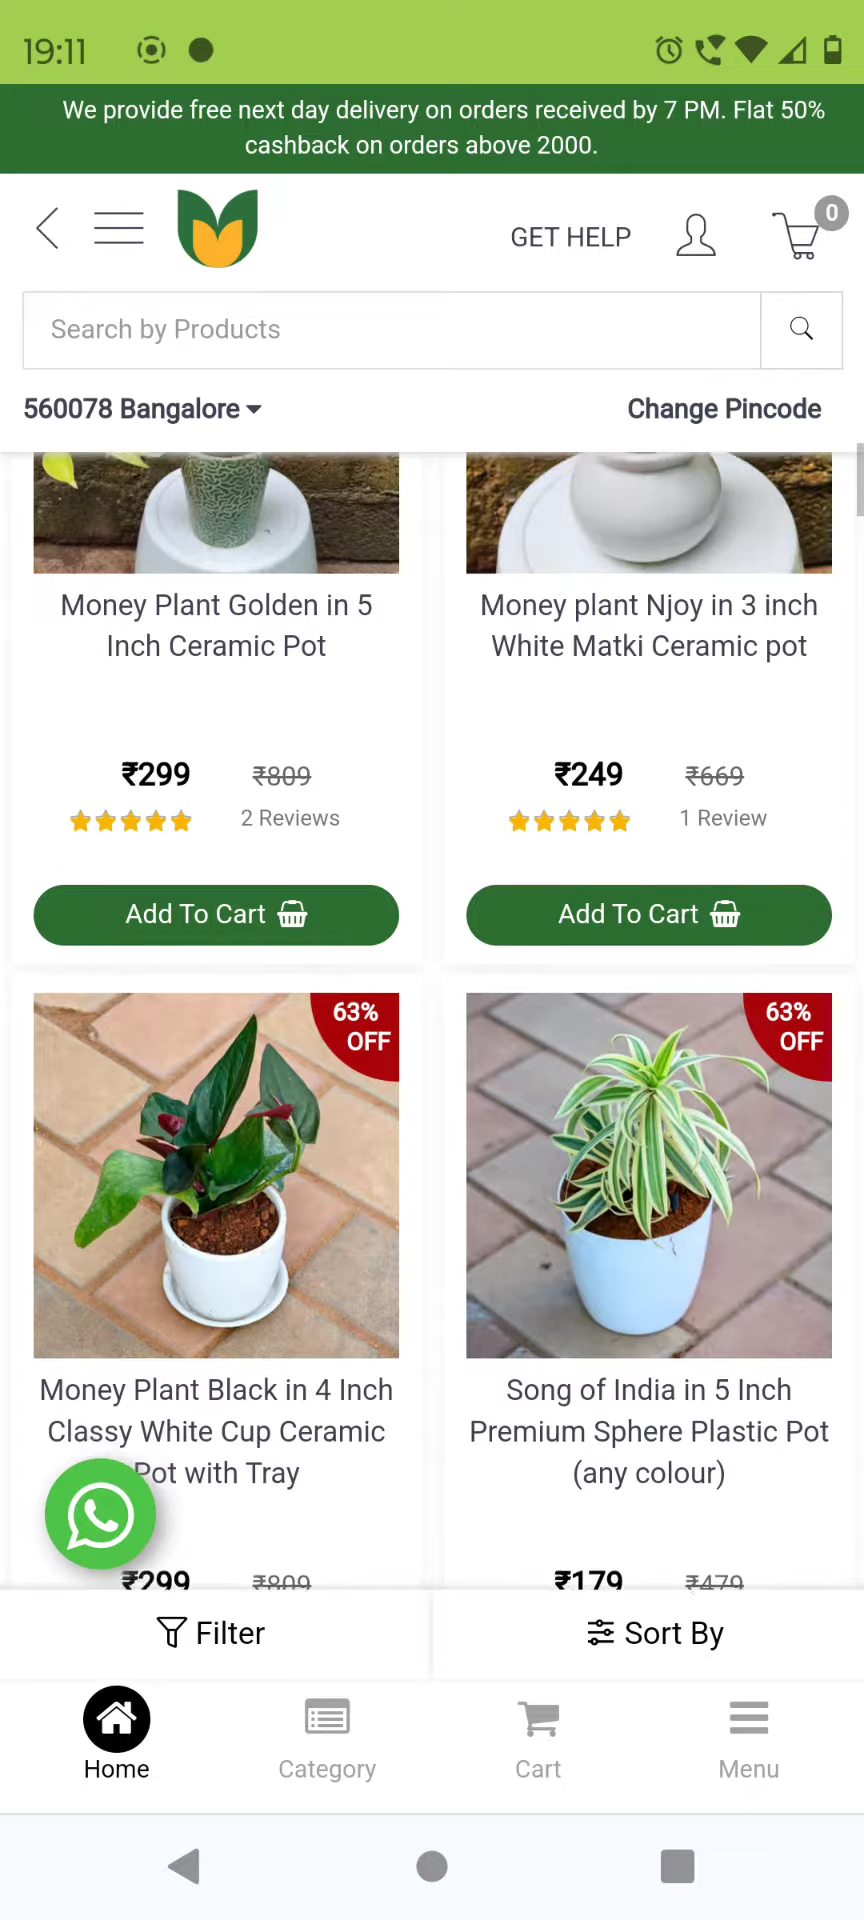 19:11
We provide free next day delivery on orders received by 7 PM. Flat 50%
cashback on orders above 2000.
GET HELP
0
Search by Products
560078 Bangalore
Change Pincode
Money Plant Golden in 5
Inch Ceramic Pot
₹299 ₹809
2 Reviews
Add To Cart
Money plant Njoy in 3 inch
White Matki Ceramic pot
₹249 ₹669
1 Review
Add To Cart
63%
OFF
Money Plant Black in 4 Inch
Classy White Cup Ceramic
Pot with Tray
₹299 ₹809
63%
OFF
Song of India in 5 Inch
Premium Sphere Plastic Pot
(any colour)
₹179 ₹479
Filter
Sort By
Home
Category
Cart
Menu